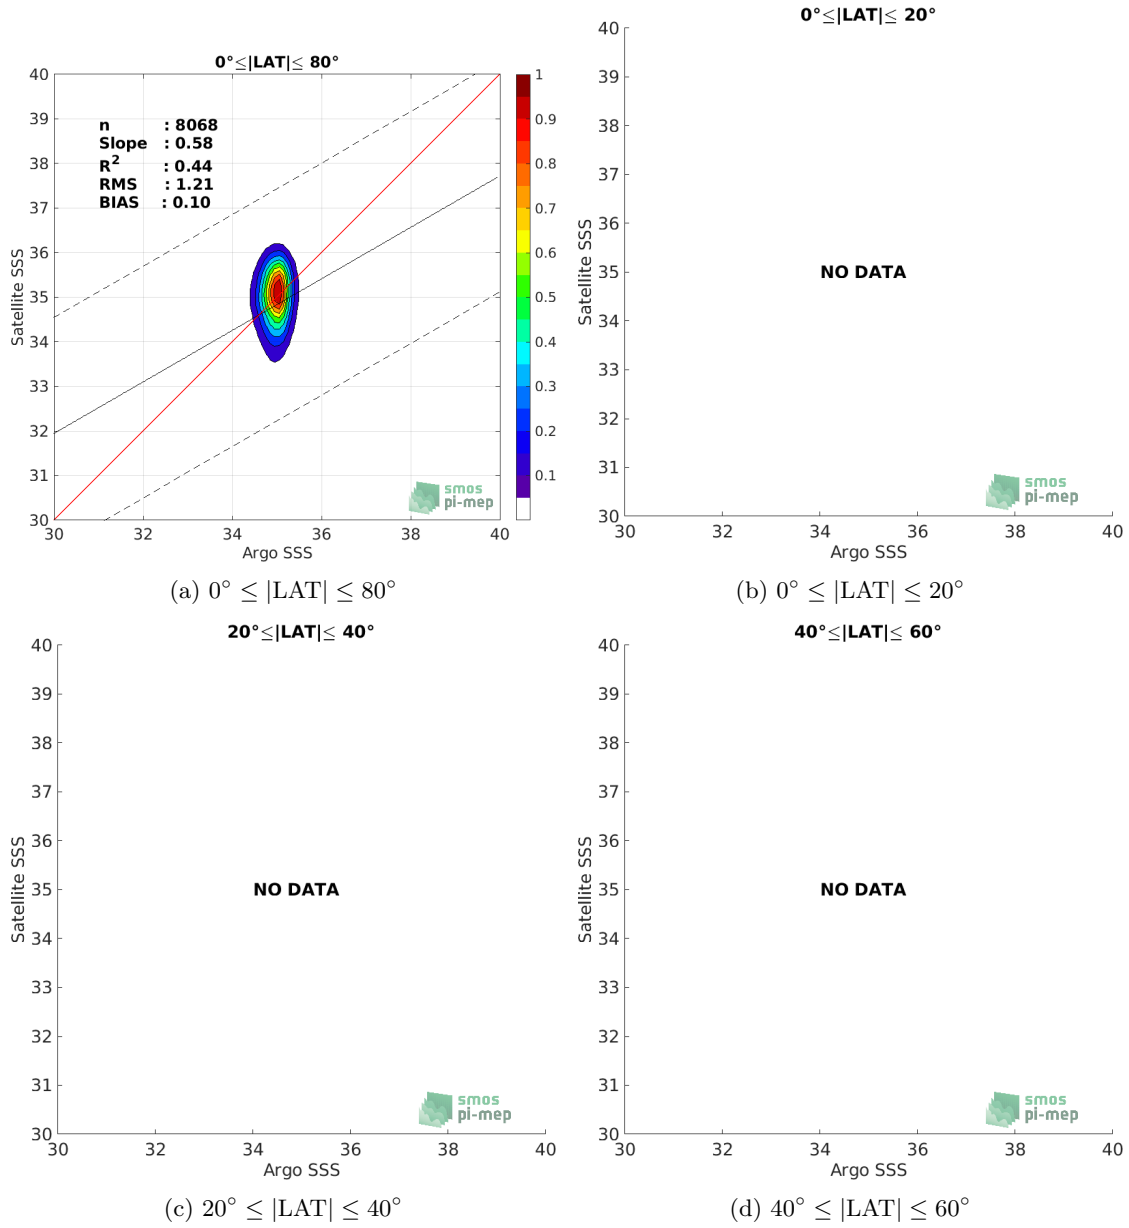 0°≤|LAT|≤ 80°
40
39
38
37
36
35
34
33
32
31
30
n : 8068
Slope : 0.58
R² : 0.44
RMS : 1.21
BIAS : 0.10
1
0.9
0.8
0.7
0.6
0.5
0.4
0.3
0.2
0.1
Satellite SSS
smos
pi-mep
30 32 34 36 38 40
Argo SSS
(a) 0° ≤ |LAT| ≤ 80°
0°≤|LAT|≤ 20°
40
39
38
37
36
35
34
33
32
31
30
Satellite SSS
NO DATA
smos
pi-mep
30 32 34 36 38 40
Argo SSS
(b) 0° ≤ |LAT| ≤ 20°
20°≤|LAT|≤ 40°
40
39
38
37
36
35
34
33
32
31
30
Satellite SSS
NO DATA
smos
pi-mep
30 32 34 36 38 40
Argo SSS
(c) 20° ≤ |LAT| ≤ 40°
40°≤|LAT|≤ 60°
40
39
38
37
36
35
34
33
32
31
30
Satellite SSS
NO DATA
smos
pi-mep
30 32 34 36 38 40
Argo SSS
(d) 40° ≤ |LAT| ≤ 60°